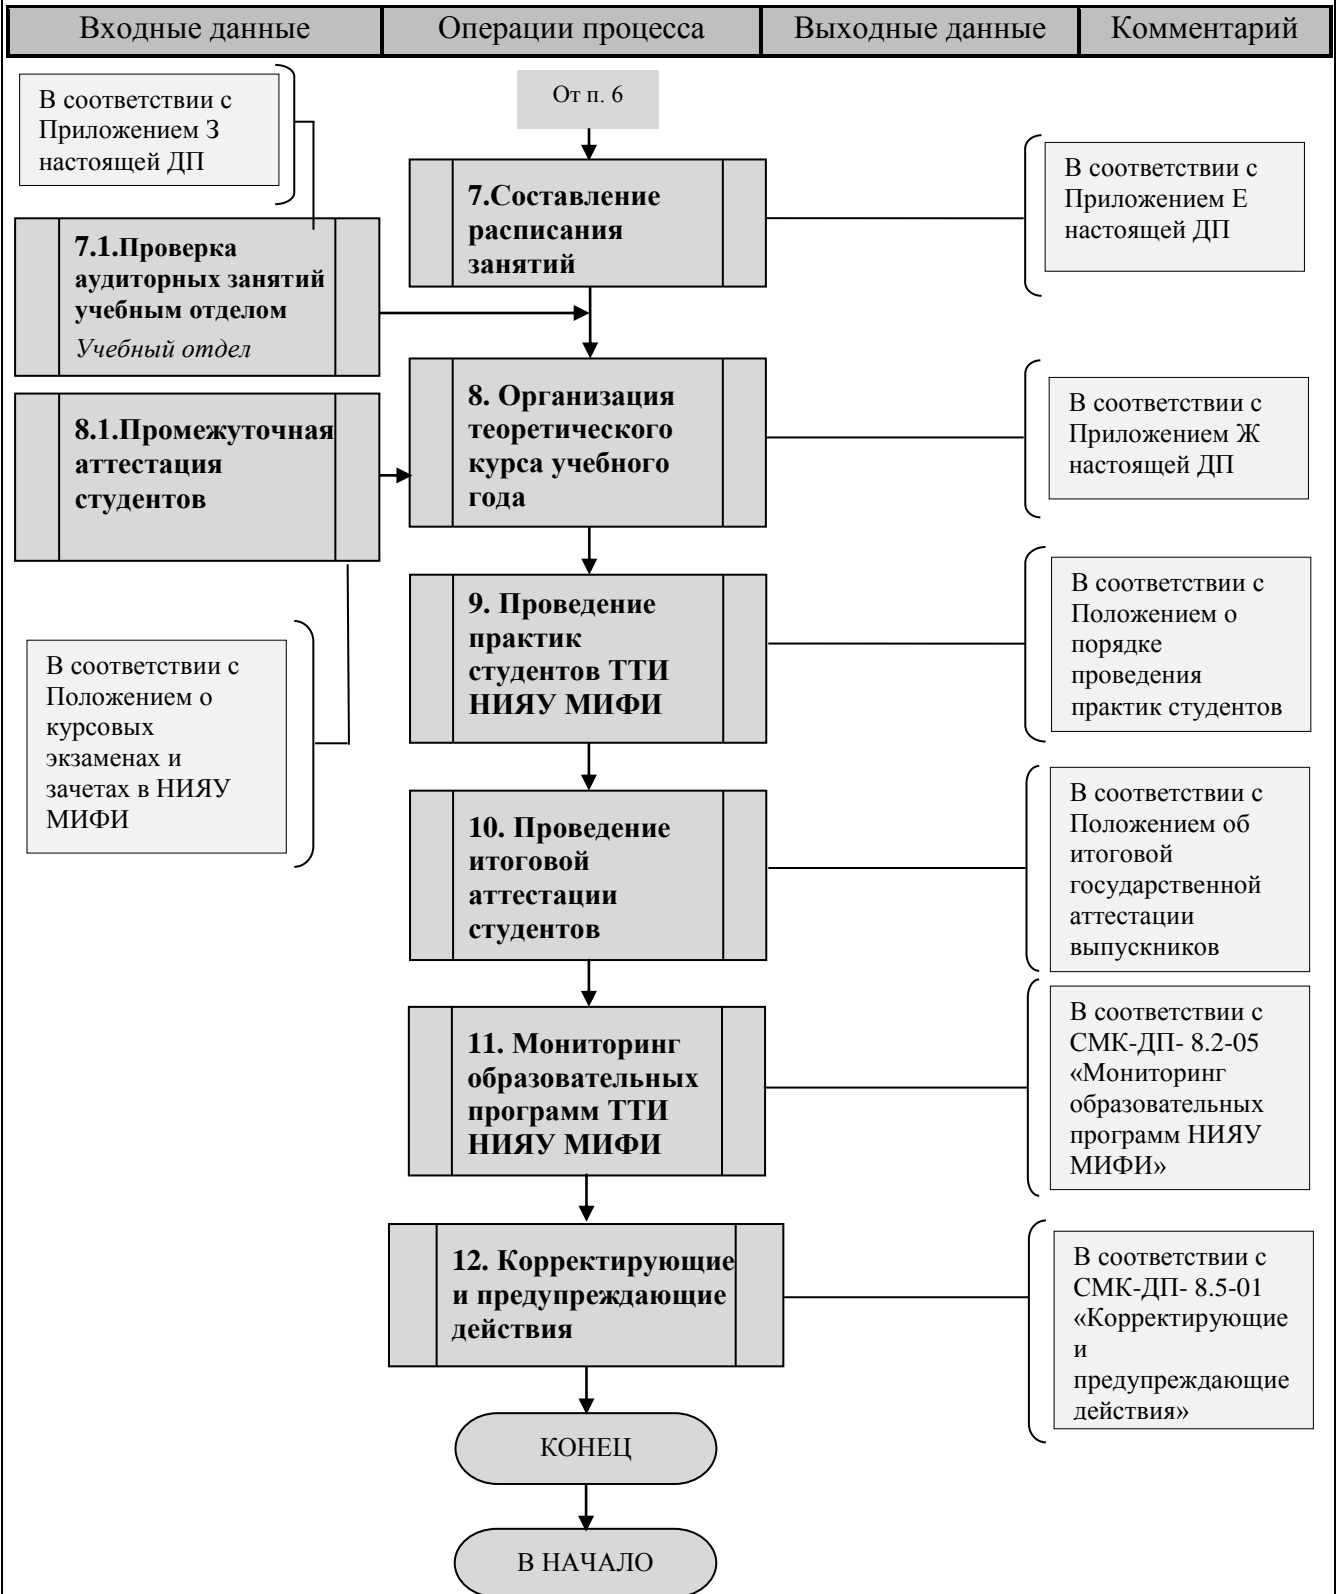 Входные данные
Операции процесса
Выходные данные
Комментарий
В соответствии с
Приложением З
настоящей ДП
От п. 6
7.Составление
расписания
занятий
В соответствии с
Приложением Е
настоящей ДП
7.1.Проверка
аудиторных занятий
учебным отделом
Учебный отдел
8. Организация
теоретического
курса учебного
года
В соответствии с
Приложением Ж
настоящей ДП
8.1.Промежуточная
аттестация
студентов
9. Проведение
практик
студентов ТТИ
НИЯУ МИФИ
В соответствии с
Положением о
порядке
проведения
практик студентов
В соответствии с
Положением о
курсовых
экзаменах и
зачетах в НИЯУ
МИФИ
10. Проведение
итоговой
аттестации
студентов
В соответствии с
Положением об
итоговой
государственной
аттестации
выпускников
11. Мониторинг
образовательных
программ ТТИ
НИЯУ МИФИ
В соответствии с
СМК-ДП- 8.2-05
«Мониторинг
образовательных
программ НИЯУ
МИФИ»
12. Корректирующие
и предупреждающие
действия
В соответствии с
СМК-ДП- 8.5-01
«Корректирующие
и
предупреждающие
действия»
КОНЕЦ
В НАЧАЛО